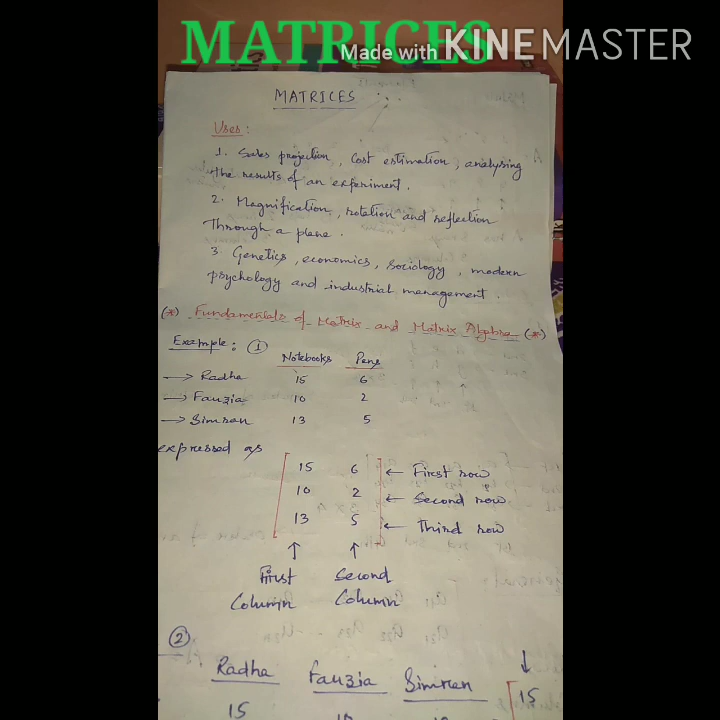 MATRICES
Made with KINEMASTER
MATRICES
Uses:
1. Sales projection, Cost estimation, analysing
the results of an experiment.
2. Magnification, rotation and reflection
Through a plane.
3. Genetics, economics, sociology, modern
psychology and industrial management.
(*) Fundamentals of Matrix and Matrix Algebra (*)
Example: 1 Notebooks Pens
→ Radha 15 6
→ Fauzia 10 2
→ Simran 13 5
expressed as
15 6 ← First row
10 2 ← Second row
13 5 ← Third row
↑ ↑
First Second
Column Column
2
Radha Fauzia Simran
15 15